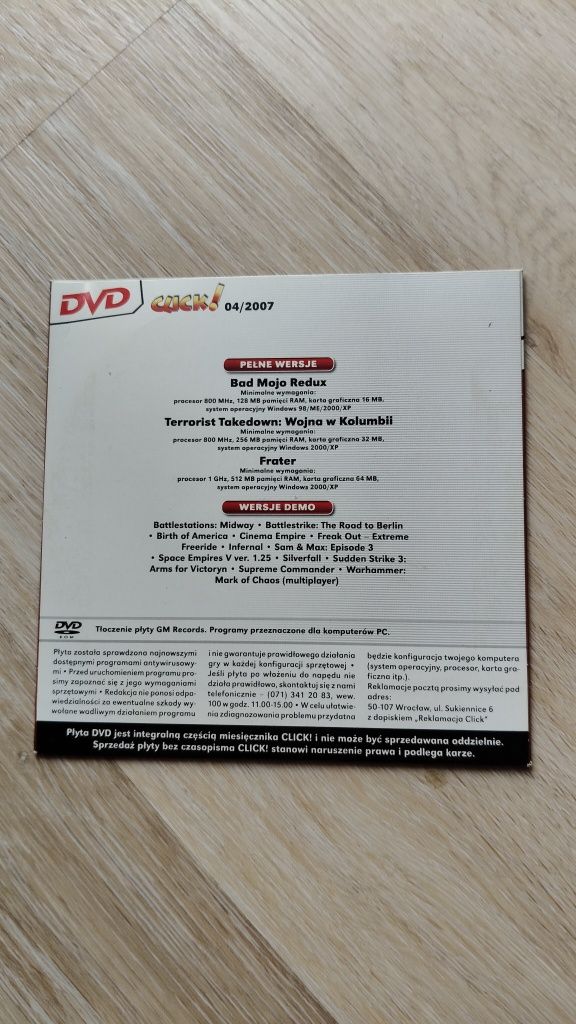 DVD CLICK! 04/2007
PEŁNE WERSJE
Bad Mojo Redux
Minimalne wymagania:
procesor 800 MHz, 128 MB pamięci RAM, karta graficzna 16 MB,
system operacyjny Windows 98/ME/2000/XP
Terrorist Takedown: Wojna w Kolumbii
Minimalne wymagania:
procesor 800 MHz, 256 MB pamięci RAM, karta graficzna 32 MB,
system operacyjny Windows 2000/XP
Frater
Minimalne wymagania:
procesor 1 GHz, 512 MB pamięci RAM, karta graficzna 64 MB,
system operacyjny Windows 2000/XP
WERSJE DEMO
Battlestations: Midway • Battlestrike: The Road to Berlin
• Birth of America • Cinema Empire • Freak Out – Extreme
Freeride • Infernal • Sam & Max: Episode 3
• Space Empires V ver. 1.25 • Silverfall • Sudden Strike 3:
Arms for Victoryn • Supreme Commander • Warhammer:
Mark of Chaos (multiplayer)
DVD ROM
Tłoczenie płyty GM Records. Programy przeznaczone dla komputerów PC.
Płyta została sprawdzona najnowszymi
dostępnymi programami antywirusowy-
mi • Przed uruchomieniem programu pro-
simy zapoznać się z jego wymaganiami
sprzętowymi • Redakcja nie ponosi odpo-
wiedzialności za ewentualne szkody wy-
wołane wadliwym działaniem programu
i nie gwarantuje prawidłowego działania
gry w każdej konfiguracji sprzętowej •
Jeśli płyta po włożeniu do napędu nie
działa prawidłowo, skontaktuj się z nami
telefonicznie – (071) 341 20 83, wew.
100 w godz. 11.00-15.00 • W celu ułatwie-
nia zdiagnozowania problemu przydatna
będzie konfiguracja twojego komputera
(system operacyjny, procesor, karta gra-
ficzna itp.).
Reklamacje pocztą prosimy wysyłać pod
adres:
50-107 Wrocław, ul. Sukiennice 6
z dopiskiem „Reklamacja Click”
Płyta DVD jest integralną częścią miesięcznika CLICK! i nie może być sprzedawana oddzielnie.
Sprzedaż płyty bez czasopisma CLICK! stanowi naruszenie prawa i podlega karze.